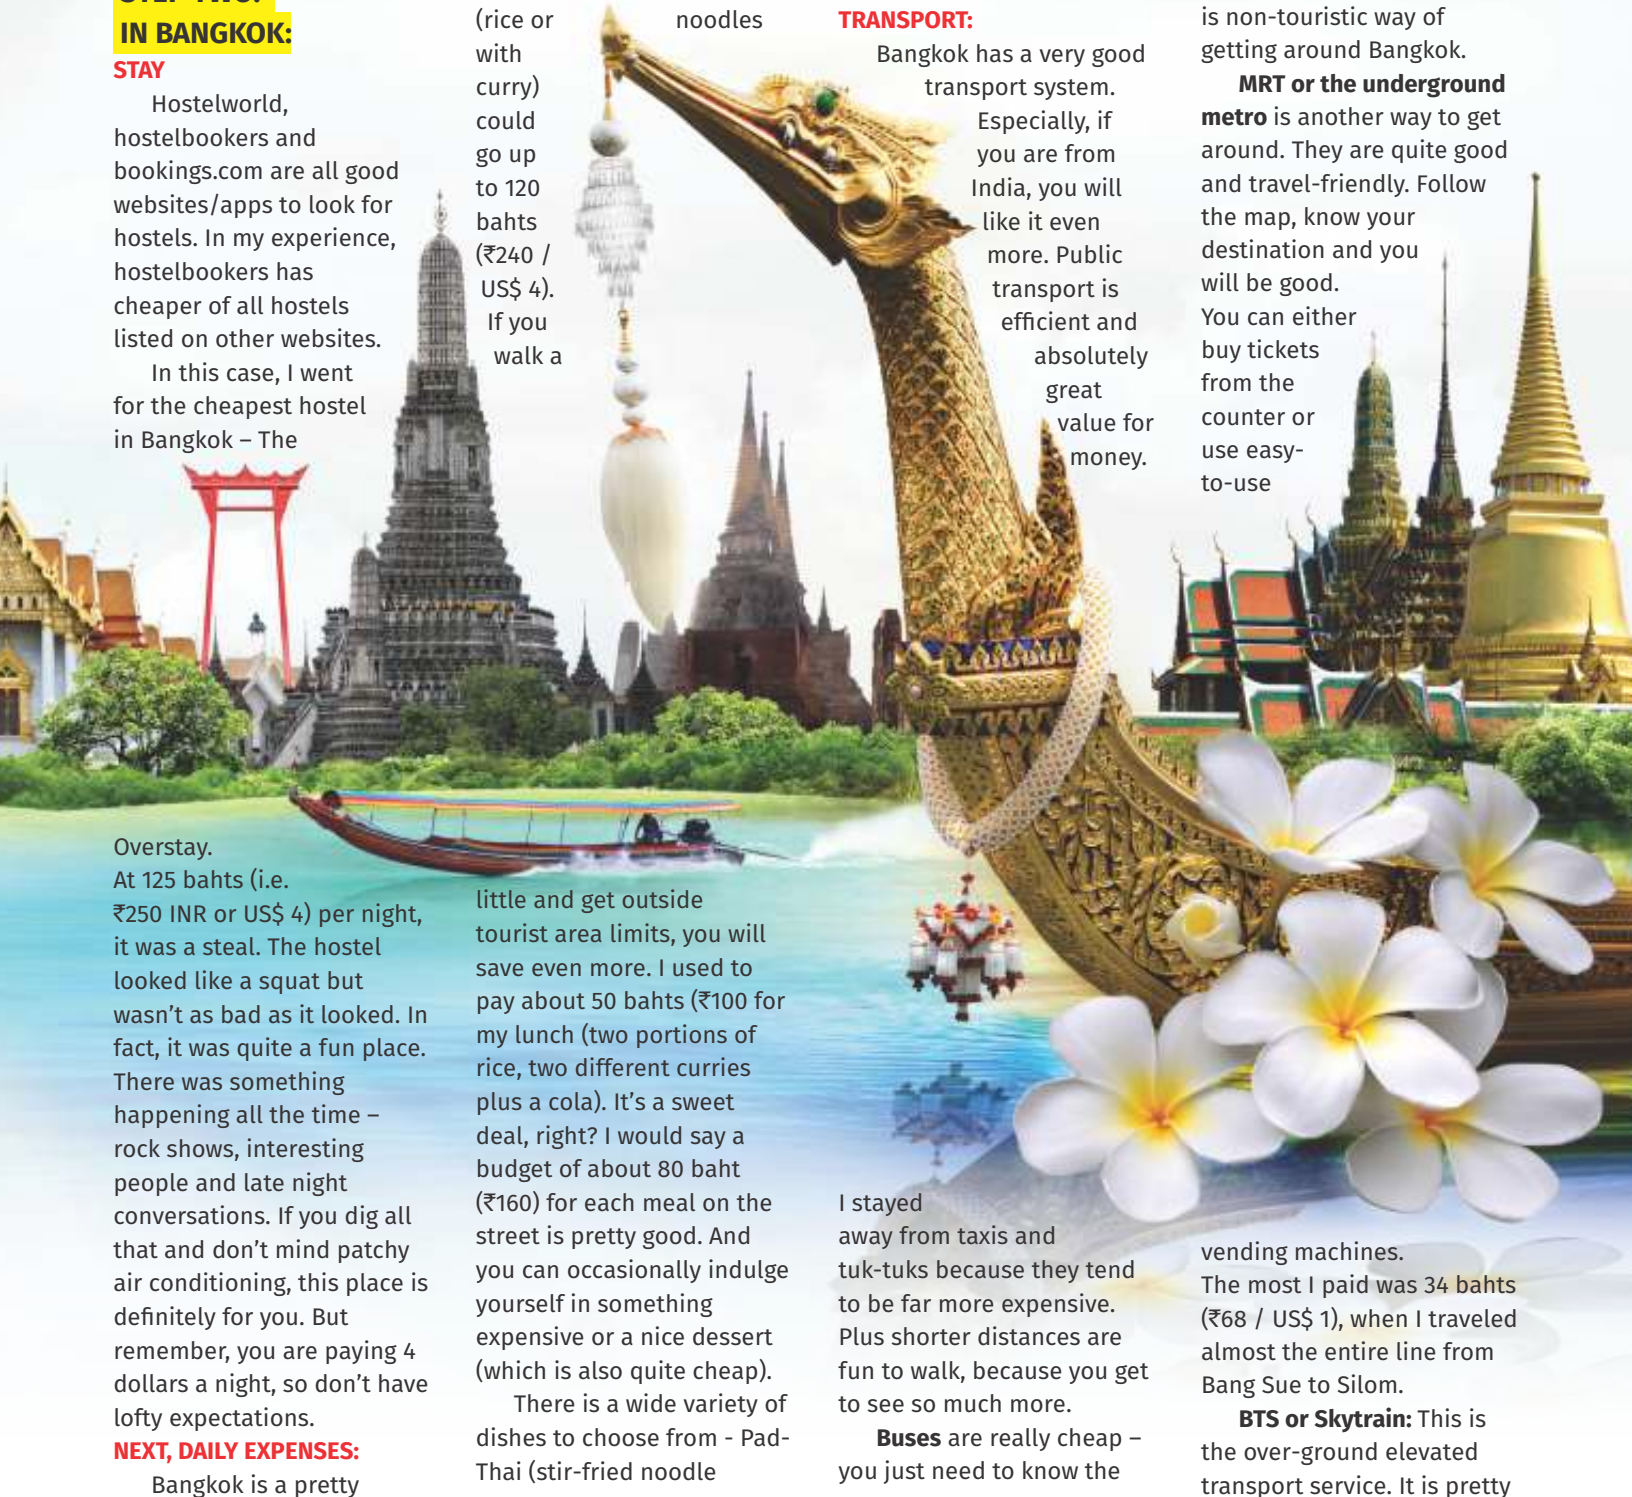 STEP TWO:
IN BANGKOK:
STAY
Hostelworld,
hostelbookers and
bookings.com are all good
websites/apps to look for
hostels. In my experience,
hostelbookers has
cheaper of all hostels
listed on other websites.
In this case, I went
for the cheapest hostel
in Bangkok – The
Overstay.
At 125 bahts (i.e.
₹250 INR or US$ 4) per night,
it was a steal. The hostel
looked like a squat but
wasn’t as bad as it looked. In
fact, it was quite a fun place.
There was something
happening all the time –
rock shows, interesting
people and late night
conversations. If you dig all
that and don’t mind patchy
air conditioning, this place is
definitely for you. But
remember, you are paying 4
dollars a night, so don’t have
lofty expectations.
NEXT, DAILY EXPENSES:
Bangkok is a pretty
(rice or noodles
with
curry)
could
go up
to 120
bahts
(₹240 /
US$ 4).
If you
walk a
little and get outside
tourist area limits, you will
save even more. I used to
pay about 50 bahts (₹100 for
my lunch (two portions of
rice, two different curries
plus a cola). It’s a sweet
deal, right? I would say a
budget of about 80 baht
(₹160) for each meal on the
street is pretty good. And
you can occasionally indulge
yourself in something
expensive or a nice dessert
(which is also quite cheap).
There is a wide variety of
dishes to choose from - Pad-
Thai (stir-fried noodle
TRANSPORT:
Bangkok has a very good
transport system.
Especially, if
you are from
India, you will
like it even
more. Public
transport is
efficient and
absolutely
great
value for
money.
I stayed
away from taxis and
tuk-tuks because they tend
to be far more expensive.
Plus shorter distances are
fun to walk, because you get
to see so much more.
Buses are really cheap –
you just need to know the
is non-touristic way of
getting around Bangkok.
MRT or the underground
metro is another way to get
around. They are quite good
and travel-friendly. Follow
the map, know your
destination and you
will be good.
You can either
buy tickets
from the
counter or
use easy-
to-use
vending machines.
The most I paid was 34 bahts
(₹68 / US$ 1), when I traveled
almost the entire line from
Bang Sue to Silom.
BTS or Skytrain: This is
the over-ground elevated
transport service. It is pretty